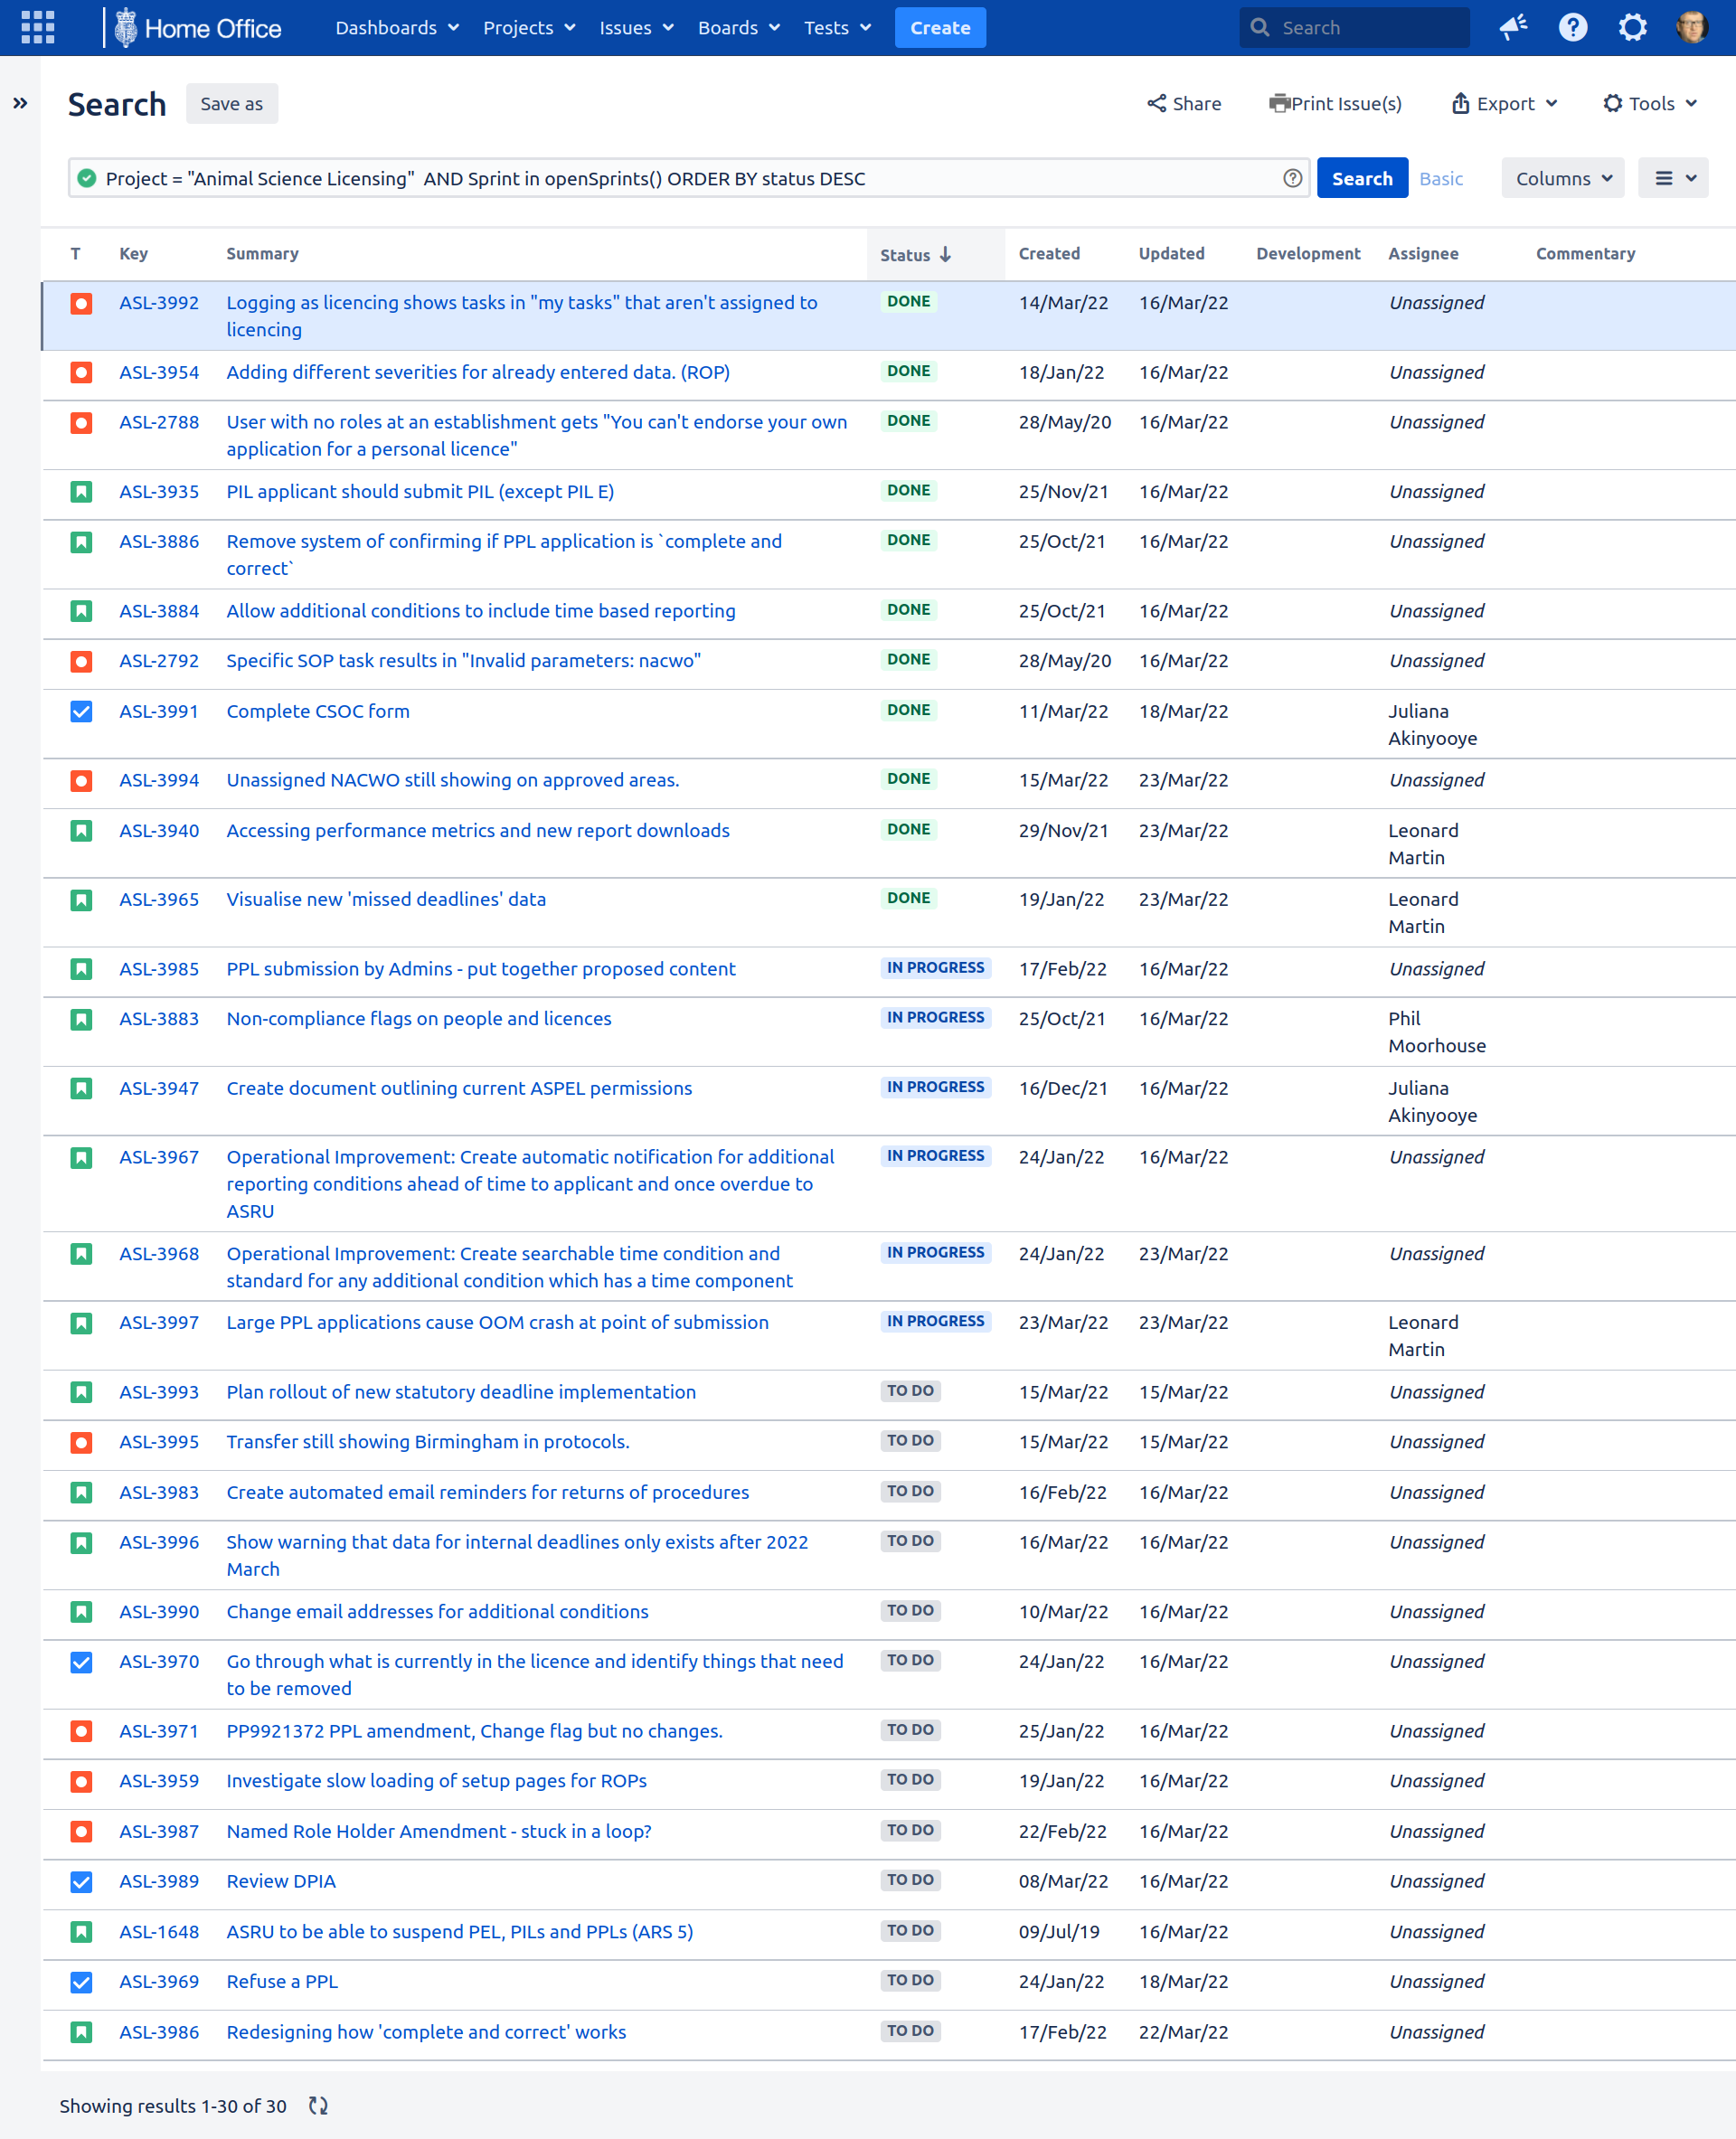 Home Office Dashboards Projects Issues Boards Tests Create Search
Search Save as Share Print Issue(s) Export Tools
Project = "Animal Science Licensing" AND Sprint in openSprints() ORDER BY status DESC Search Basic Columns
T Key Summary Status Created Updated Development Assignee Commentary
ASL-3992 Logging as licencing shows tasks in "my tasks" that aren't assigned to DONE 14/Mar/22 16/Mar/22 Unassigned
licencing
ASL-3954 Adding different severities for already entered data. (ROP) DONE 18/Jan/22 16/Mar/22 Unassigned
ASL-2788 User with no roles at an establishment gets "You can't endorse your own DONE 28/May/20 16/Mar/22 Unassigned
application for a personal licence"
ASL-3935 PIL applicant should submit PIL (except PIL E) DONE 25/Nov/21 16/Mar/22 Unassigned
ASL-3886 Remove system of confirming if PPL application is `complete and DONE 25/Oct/21 16/Mar/22 Unassigned
correct`
ASL-3884 Allow additional conditions to include time based reporting DONE 25/Oct/21 16/Mar/22 Unassigned
ASL-2792 Specific SOP task results in "Invalid parameters: nacwo" DONE 28/May/20 16/Mar/22 Unassigned
ASL-3991 Complete CSOC form DONE 11/Mar/22 18/Mar/22 Juliana
Akinyooye
ASL-3994 Unassigned NACWO still showing on approved areas. DONE 15/Mar/22 23/Mar/22 Unassigned
ASL-3940 Accessing performance metrics and new report downloads DONE 29/Nov/21 23/Mar/22 Leonard
Martin
ASL-3965 Visualise new 'missed deadlines' data DONE 19/Jan/22 23/Mar/22 Leonard
Martin
ASL-3985 PPL submission by Admins - put together proposed content IN PROGRESS 17/Feb/22 16/Mar/22 Unassigned
ASL-3883 Non-compliance flags on people and licences IN PROGRESS 25/Oct/21 16/Mar/22 Phil
Moorhouse
ASL-3947 Create document outlining current ASPEL permissions IN PROGRESS 16/Dec/21 16/Mar/22 Juliana
Akinyooye
ASL-3967 Operational Improvement: Create automatic notification for additional IN PROGRESS 24/Jan/22 16/Mar/22 Unassigned
reporting conditions ahead of time to applicant and once overdue to
ASRU
ASL-3968 Operational Improvement: Create searchable time condition and IN PROGRESS 24/Jan/22 23/Mar/22 Unassigned
standard for any additional condition which has a time component
ASL-3997 Large PPL applications cause OOM crash at point of submission IN PROGRESS 23/Mar/22 23/Mar/22 Leonard
Martin
ASL-3993 Plan rollout of new statutory deadline implementation TO DO 15/Mar/22 15/Mar/22 Unassigned
ASL-3995 Transfer still showing Birmingham in protocols. TO DO 15/Mar/22 15/Mar/22 Unassigned
ASL-3983 Create automated email reminders for returns of procedures TO DO 16/Feb/22 16/Mar/22 Unassigned
ASL-3996 Show warning that data for internal deadlines only exists after 2022 TO DO 16/Mar/22 16/Mar/22 Unassigned
March
ASL-3990 Change email addresses for additional conditions TO DO 10/Mar/22 16/Mar/22 Unassigned
ASL-3970 Go through what is currently in the licence and identify things that need TO DO 24/Jan/22 16/Mar/22 Unassigned
to be removed
ASL-3971 PP9921372 PPL amendment, Change flag but no changes. TO DO 25/Jan/22 16/Mar/22 Unassigned
ASL-3959 Investigate slow loading of setup pages for ROPs TO DO 19/Jan/22 16/Mar/22 Unassigned
ASL-3987 Named Role Holder Amendment - stuck in a loop? TO DO 22/Feb/22 16/Mar/22 Unassigned
ASL-3989 Review DPIA TO DO 08/Mar/22 16/Mar/22 Unassigned
ASL-1648 ASRU to be able to suspend PEL, PILs and PPLs (ARS 5) TO DO 09/Jul/19 16/Mar/22 Unassigned
ASL-3969 Refuse a PPL TO DO 24/Jan/22 18/Mar/22 Unassigned
ASL-3986 Redesigning how 'complete and correct' works TO DO 17/Feb/22 22/Mar/22 Unassigned
Showing results 1-30 of 30